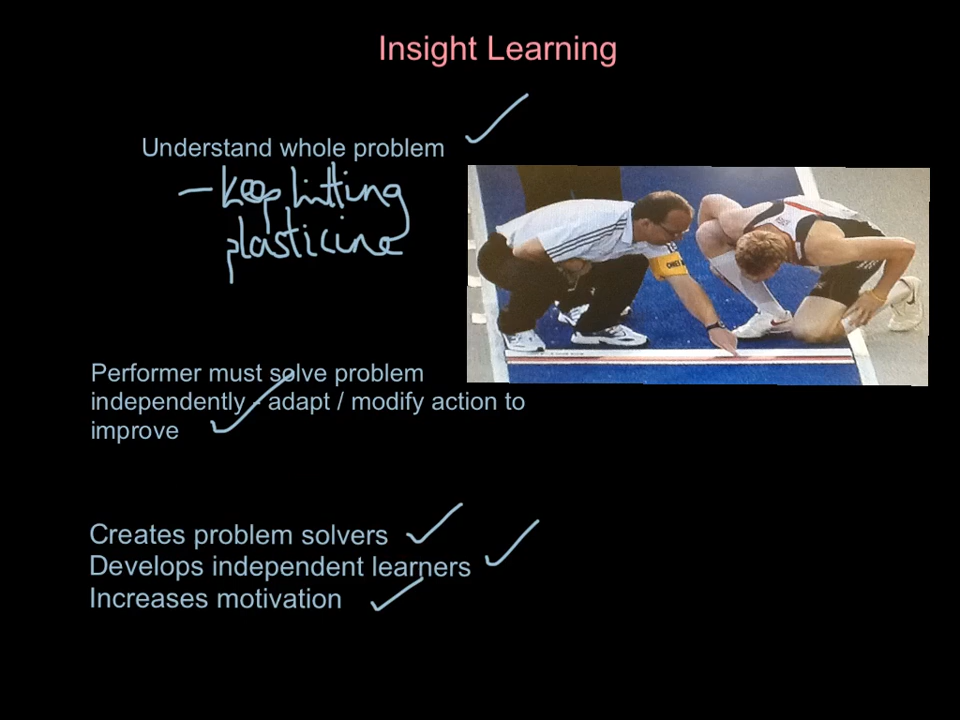 Insight Learning
Understand whole problem
– Keep hitting
plasticine
Performer must solve problem
independently - adapt / modify action to
improve
Creates problem solvers
Develops independent learners
Increases motivation